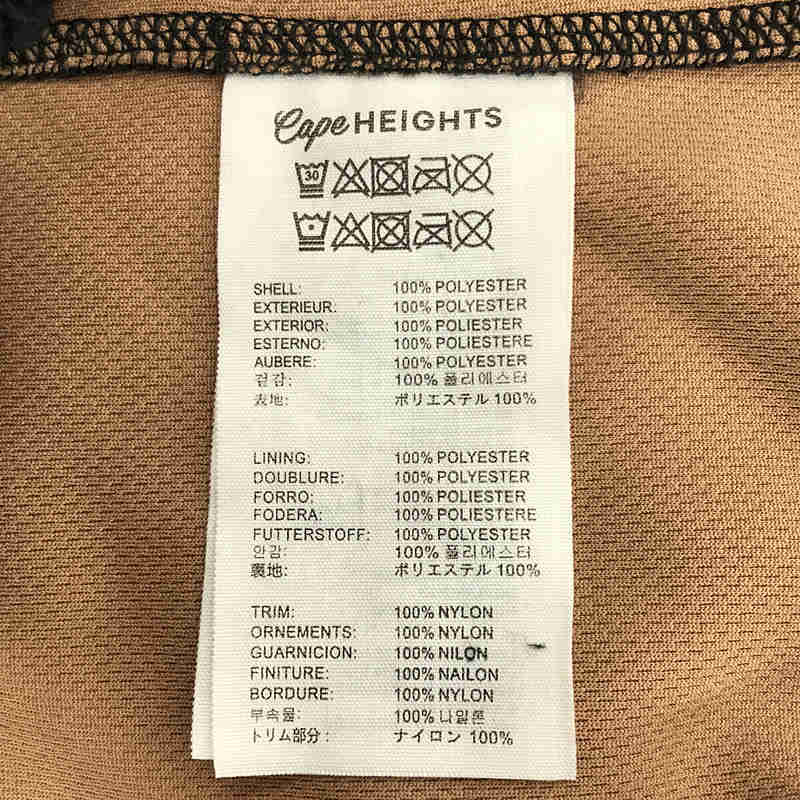 Cape HEIGHTS
30
SHELL: 100% POLYESTER
EXTERIEUR: 100% POLYESTER
EXTERIOR: 100% POLIESTER
ESTERNO: 100% POLIESTERE
AUBERE: 100% POLYESTER
겉감: 100% 폴리에스터
表地: ポリエステル 100%
LINING: 100% POLYESTER
DOUBLURE: 100% POLYESTER
FORRO: 100% POLIESTER
FODERA: 100% POLIESTERE
FUTTERSTOFF: 100% POLYESTER
안감: 100% 폴리에스터
裏地: ポリエステル 100%
TRIM: 100% NYLON
ORNEMENTS: 100% NYLON
GUARNICION: 100% NILON
FINITURE: 100% NAILON
BORDURE: 100% NYLON
부속물: 100% 나일론
トリム部分: ナイロン 100%